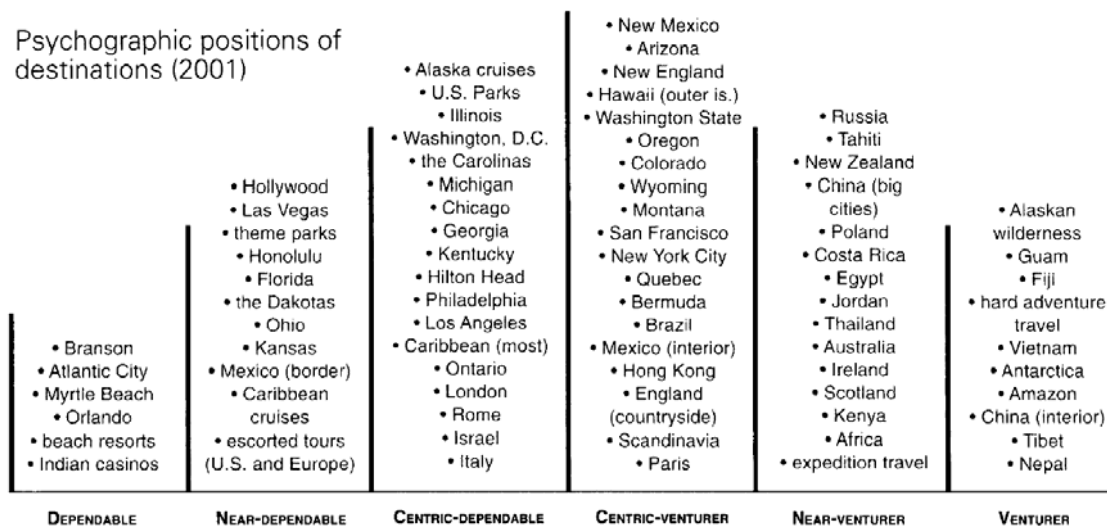 Psychographic positions of
destinations (2001)
• Branson
• Atlantic City
• Myrtle Beach
• Orlando
• beach resorts
• Indian casinos
• Hollywood
• Las Vegas
• theme parks
• Honolulu
• Florida
• the Dakotas
• Ohio
• Kansas
• Mexico (border)
• Caribbean
cruises
• escorted tours
(U.S. and Europe)
• Alaska cruises
• U.S. Parks
• Illinois
• Washington, D.C.
• the Carolinas
• Michigan
• Chicago
• Georgia
• Kentucky
• Hilton Head
• Philadelphia
• Los Angeles
• Caribbean (most)
• Ontario
• London
• Rome
• Israel
• Italy
• New Mexico
• Arizona
• New England
• Hawaii (outer is.)
• Washington State
• Oregon
• Colorado
• Wyoming
• Montana
• San Francisco
• New York City
• Quebec
• Bermuda
• Brazil
• Mexico (interior)
• Hong Kong
• England
(countryside)
• Scandinavia
• Paris
• Russia
• Tahiti
• New Zealand
• China (big
cities)
• Poland
• Costa Rica
• Egypt
• Jordan
• Thailand
• Australia
• Ireland
• Scotland
• Kenya
• Africa
• expedition travel
• Alaskan
wilderness
• Guam
• Fiji
• hard adventure
travel
• Vietnam
• Antarctica
• Amazon
• China (interior)
• Tibet
• Nepal
DEPENDABLE
NEAR-DEPENDABLE
CENTRIC-DEPENDABLE
CENTRIC-VENTURER
NEAR-VENTURER
VENTURER